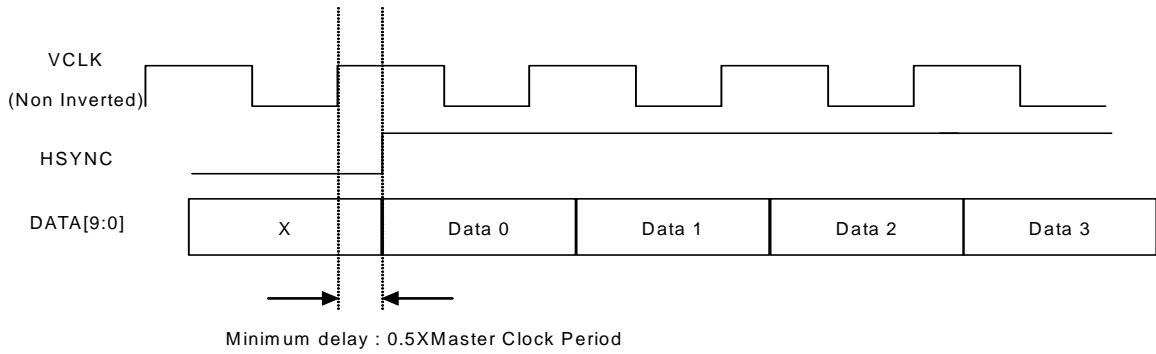 VCLK
(Non Inverted)
HSYNC
DATA[9:0]
X
Data 0
Data 1
Data 2
Data 3
Minimum delay : 0.5XMaster Clock Period